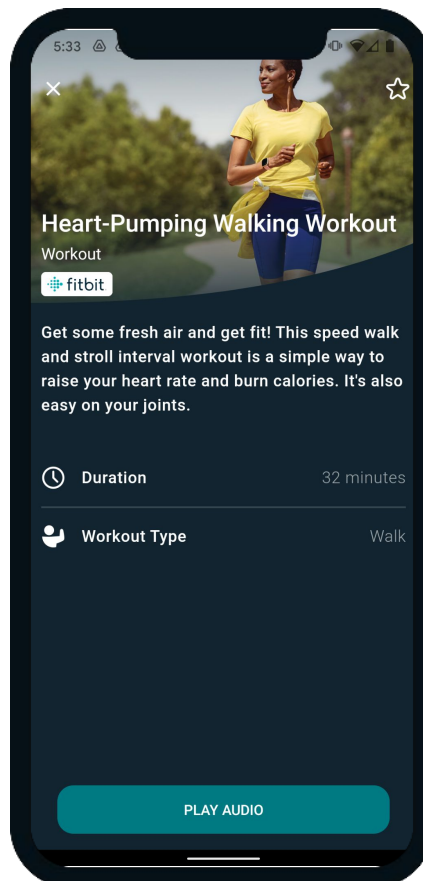 5:33
Heart-Pumping Walking Workout
Workout
fitbit
Get some fresh air and get fit! This speed walk
and stroll interval workout is a simple way to
raise your heart rate and burn calories. It's also
easy on your joints.
Duration 32 minutes
Workout Type Walk
PLAY AUDIO